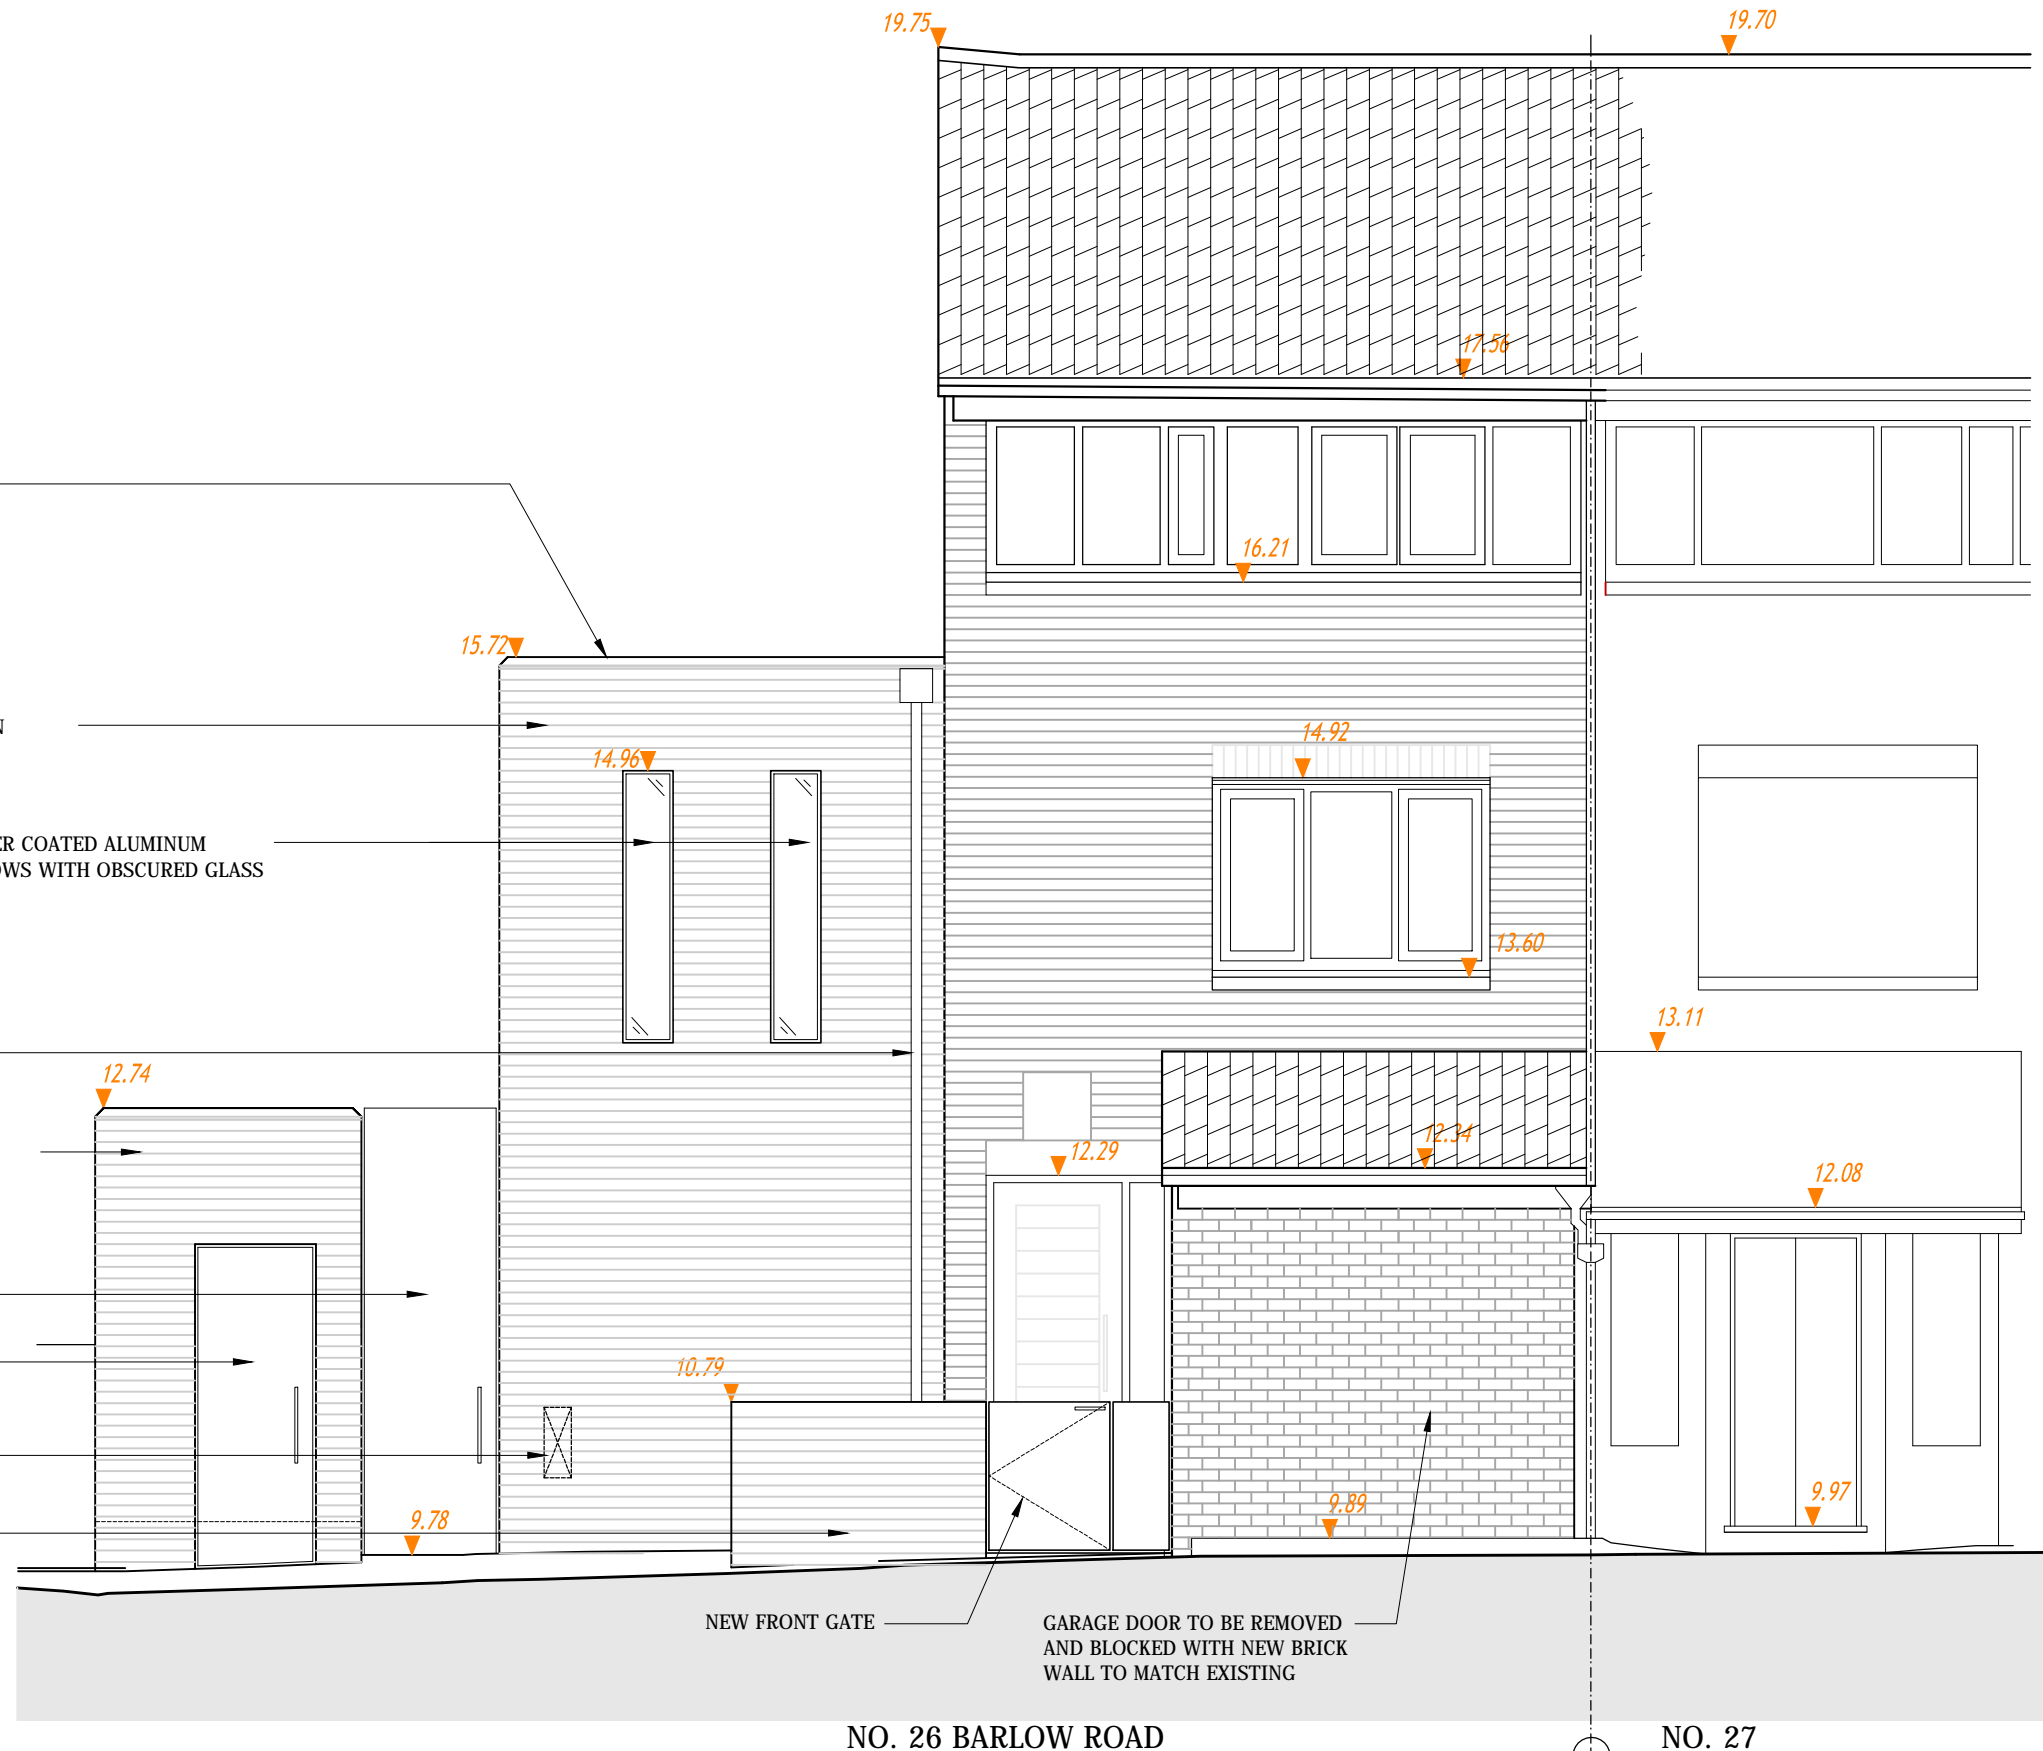 19.75
19.70
17.56
16.21
15.72
N
14.96
14.92
ER COATED ALUMINUM
OWS WITH OBSCURED GLASS
13.60
13.11
12.74
12.34
12.29
12.08
10.79
9.78
9.89
9.97
NEW FRONT GATE
GARAGE DOOR TO BE REMOVED
AND BLOCKED WITH NEW BRICK
WALL TO MATCH EXISTING
NO. 26 BARLOW ROAD
NO. 27